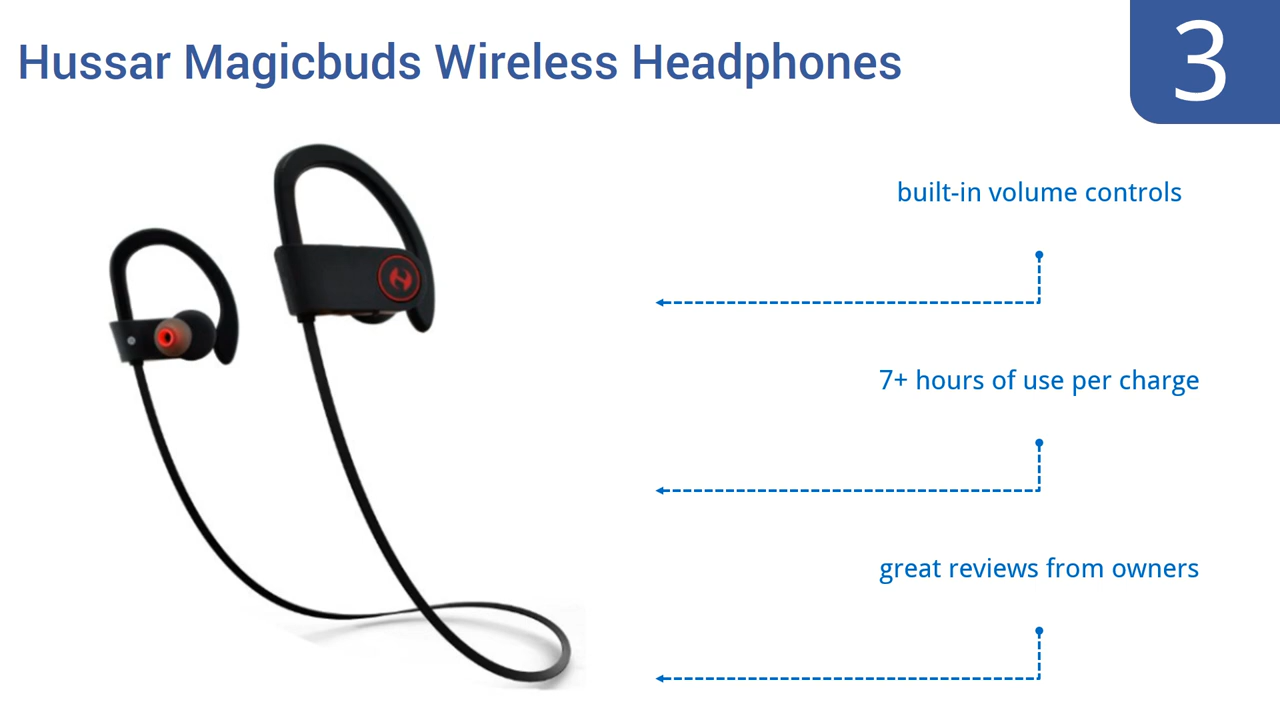 Hussar Magicbuds Wireless Headphones
3
built-in volume controls
7+ hours of use per charge
great reviews from owners